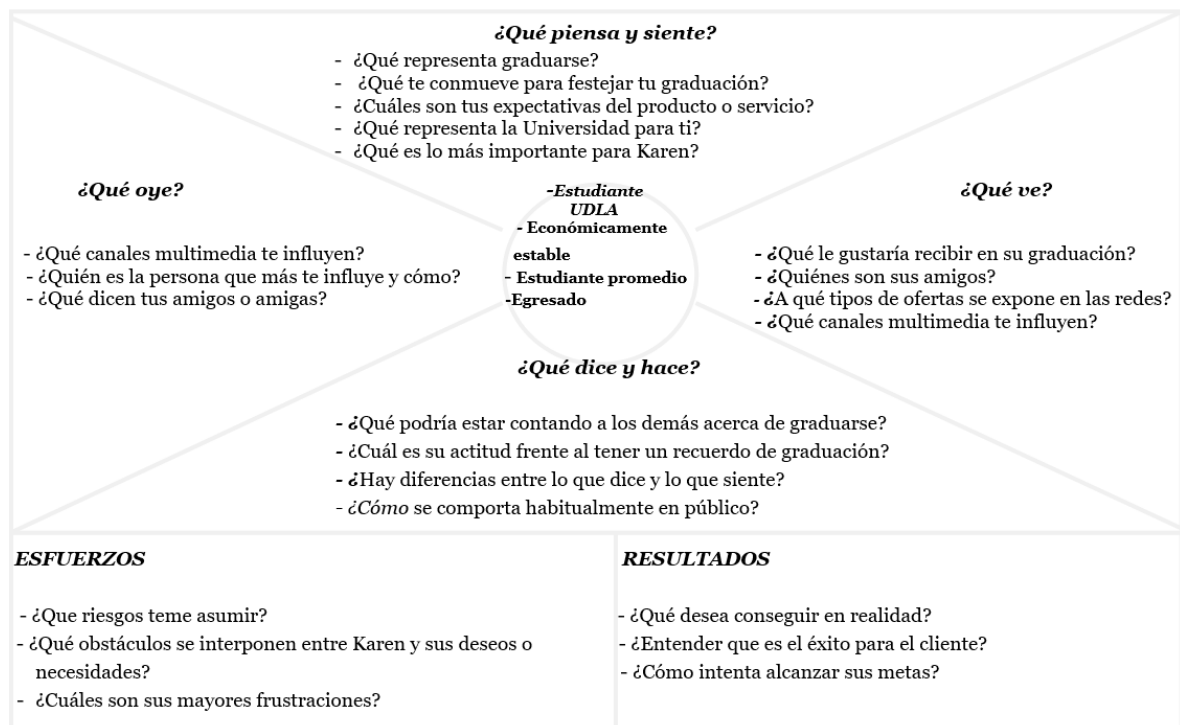 ¿Qué piensa y siente?
- ¿Qué representa graduarse?
- ¿Qué te conmueve para festejar tu graduación?
- ¿Cuáles son tus expectativas del producto o servicio?
- ¿Qué representa la Universidad para ti?
- ¿Qué es lo más importante para Karen?
¿Qué oye?
- ¿Qué canales multimedia te influyen?
- ¿Quién es la persona que más te influye y cómo?
- ¿Qué dicen tus amigos o amigas?
-Estudiante
UDLA
- Económicamente
estable
- Estudiante promedio
-Egresado
¿Qué ve?
- ¿Qué le gustaría recibir en su graduación?
- ¿Quiénes son sus amigos?
- ¿A qué tipos de ofertas se expone en las redes?
- ¿Qué canales multimedia te influyen?
¿Qué dice y hace?
- ¿Qué podría estar contando a los demás acerca de graduarse?
- ¿Cuál es su actitud frente al tener un recuerdo de graduación?
- ¿Hay diferencias entre lo que dice y lo que siente?
- ¿Cómo se comporta habitualmente en público?
ESFUERZOS
- ¿Que riesgos teme asumir?
- ¿Qué obstáculos se interponen entre Karen y sus deseos o
necesidades?
- ¿Cuáles son sus mayores frustraciones?
RESULTADOS
- ¿Qué desea conseguir en realidad?
- ¿Entender que es el éxito para el cliente?
- ¿Cómo intenta alcanzar sus metas?